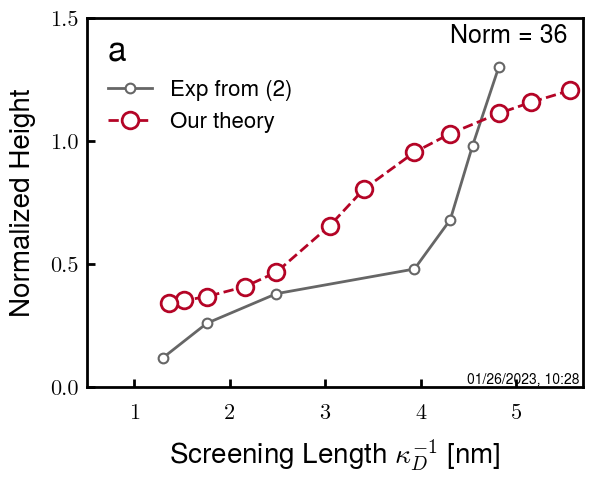 1.5
Norm = 36
a
Exp from (2)
Our theory
1.0
0.5
0.0
Normalized Height
01/26/2023, 10:28
1 2 3 4 5
Screening Length κ_D^{-1} [nm]